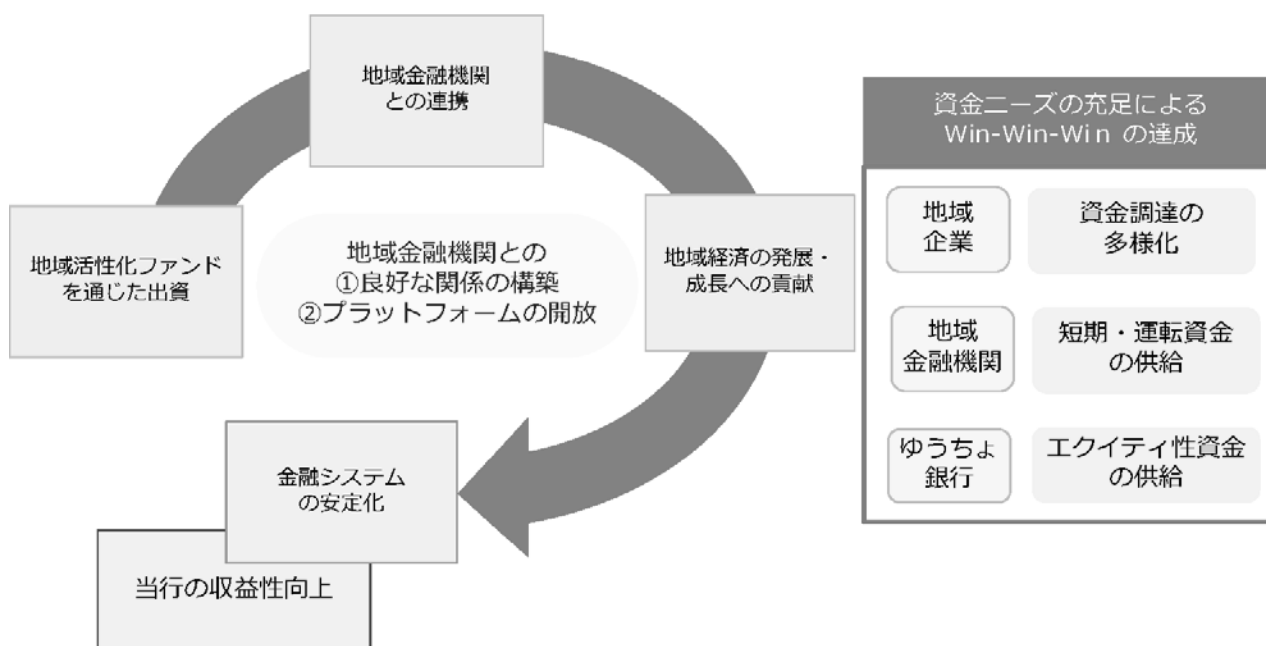 地域金融機関
との連携
地域活性化ファンド
を通じた出資
地域金融機関との
①良好な関係の構築
②プラットフォームの開放
地域経済の発展・
成長への貢献
金融システム
の安定化
当行の収益性向上
資金ニーズの充足による
Win-Win-Win の達成
地域
企業
資金調達の
多様化
地域
金融機関
短期・運転資金
の供給
ゆうちょ
銀行
エクイティ性資金
の供給